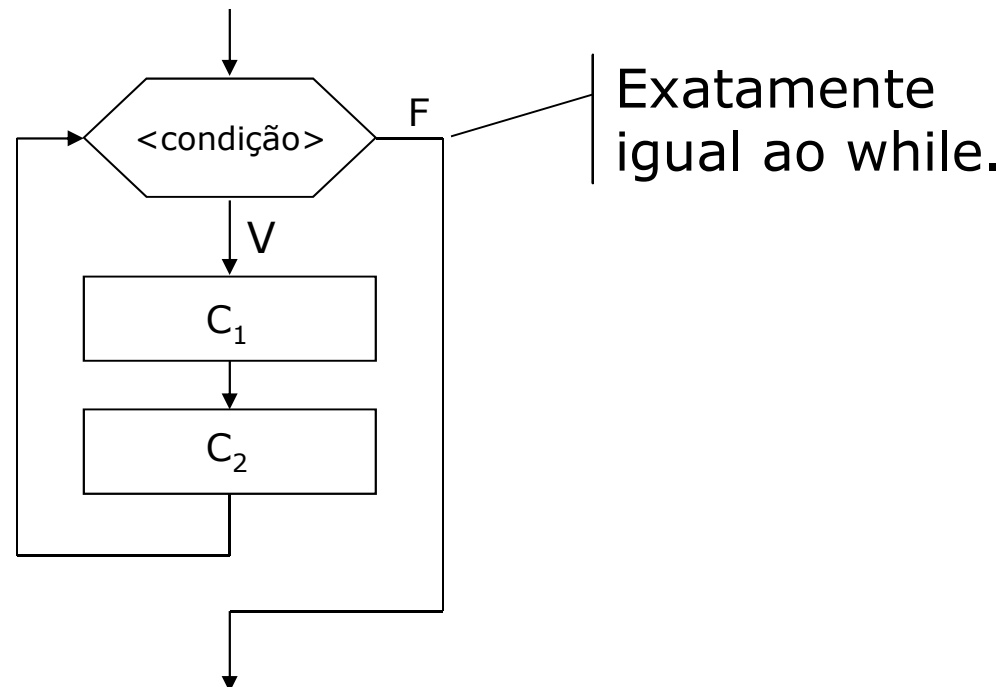 <condição>
F
V
C₁
C₂
Exatamente
igual ao while.